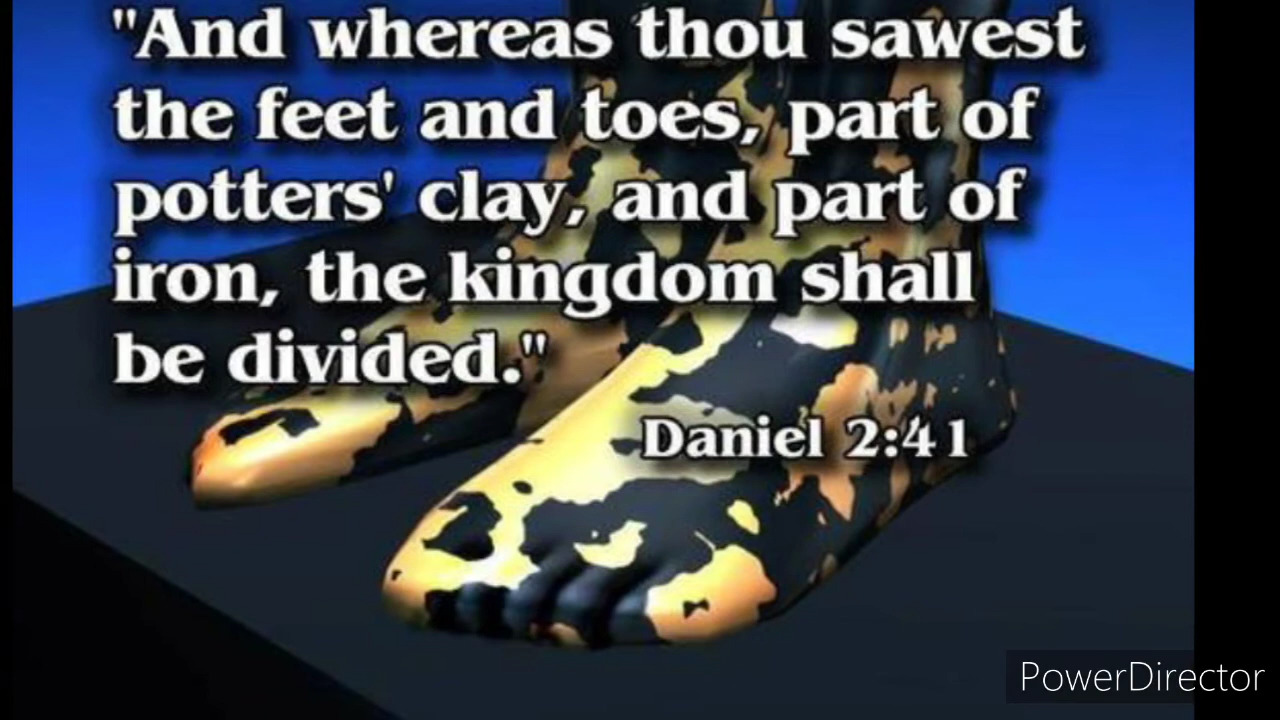 "And whereas thou sawest
the feet and toes, part of
potters' clay, and part of
iron, the kingdom shall
be divided."
Daniel 2:41
PowerDirector